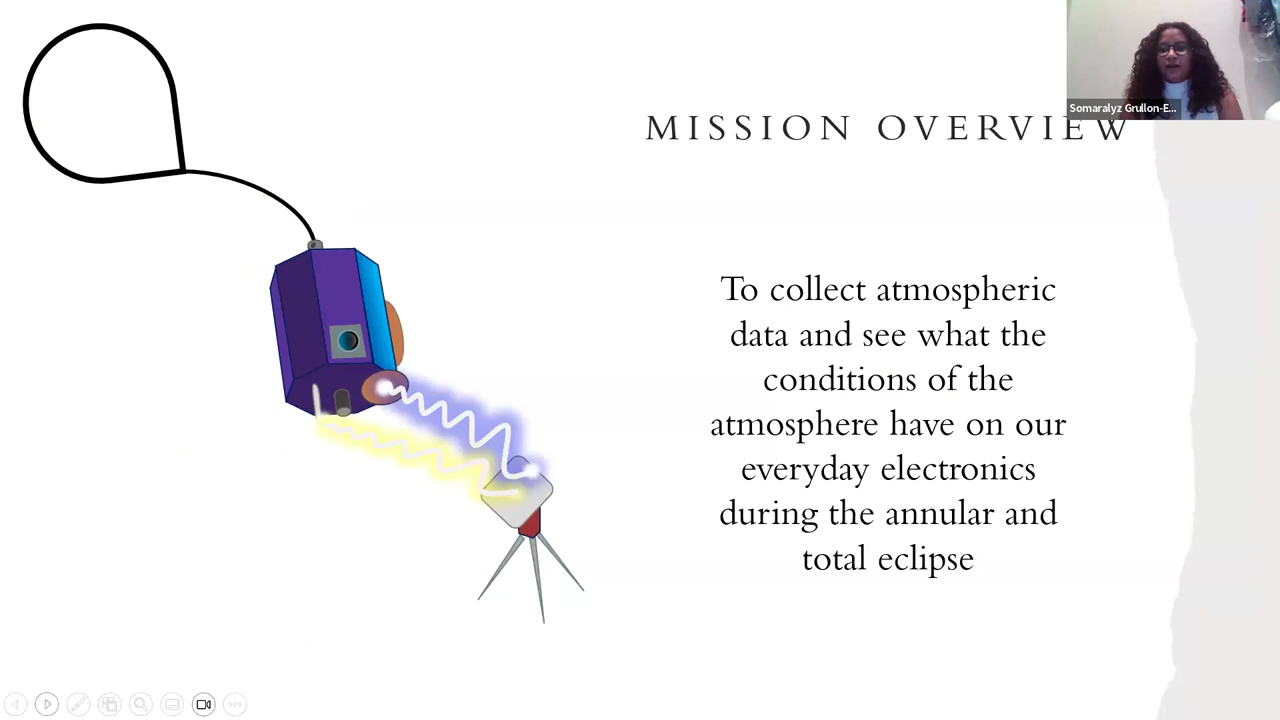 Somaralyz Grullon-E...
MISSION OVERVIEW
To collect atmospheric
data and see what the
conditions of the
atmosphere have on our
everyday electronics
during the annular and
total eclipse